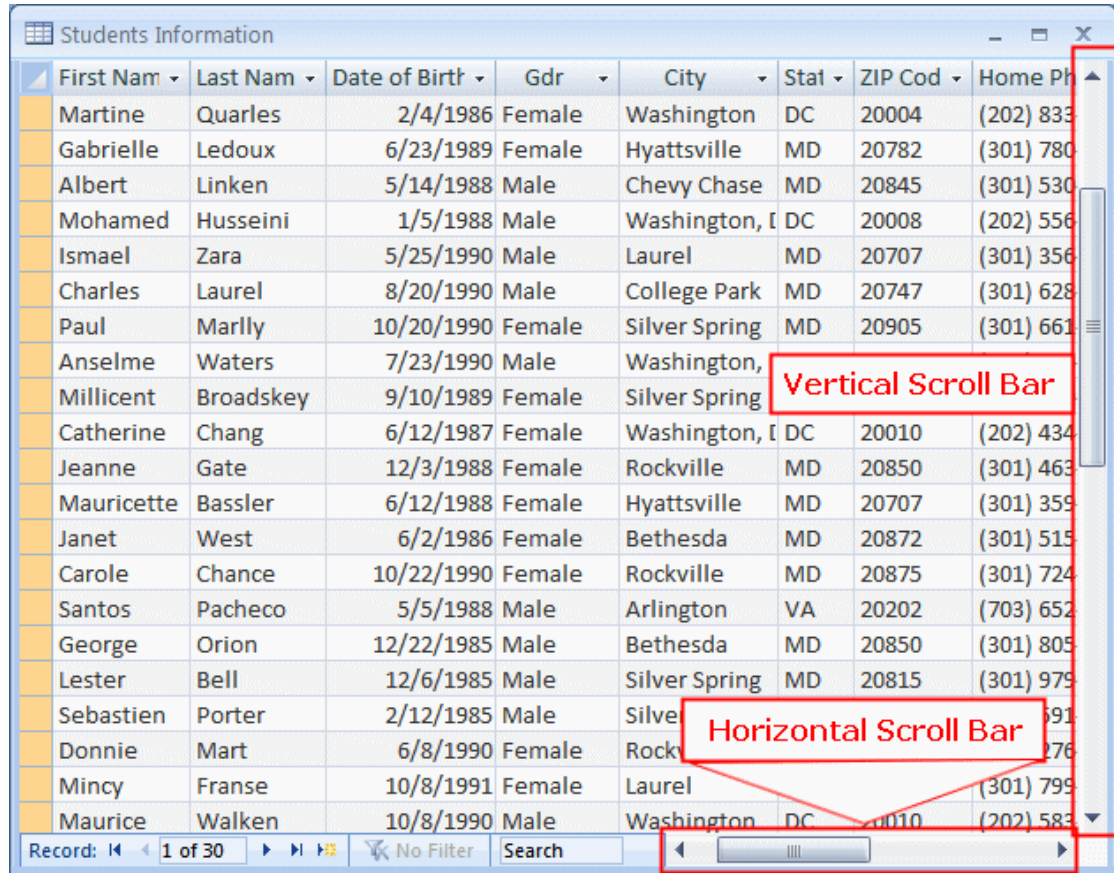 Students Information
First Nam Last Nam Date of Birth Gdr City Stat ZIP Cod Home Ph
Martine Quarles 2/4/1986 Female Washington DC 20004 (202) 833
Gabrielle Ledoux 6/23/1989 Female Hyattsville MD 20782 (301) 780
Albert Linken 5/14/1988 Male Chevy Chase MD 20845 (301) 530
Mohamed Husseini 1/5/1988 Male Washington, D DC 20008 (202) 556
Ismael Zara 5/25/1990 Male Laurel MD 20707 (301) 356
Charles Laurel 8/20/1990 Male College Park MD 20747 (301) 628
Paul Marlly 10/20/1990 Female Silver Spring MD 20905 (301) 661
Anselme Waters 7/23/1990 Male Washington,
Vertical Scroll Bar
Millicent Broadskey 9/10/1989 Female Silver Spring
Catherine Chang 6/12/1987 Female Washington, D DC 20010 (202) 434
Jeanne Gate 12/3/1988 Female Rockville MD 20850 (301) 463
Mauricette Bassler 6/12/1988 Female Hyattsville MD 20707 (301) 359
Janet West 6/2/1986 Female Bethesda MD 20872 (301) 515
Carole Chance 10/22/1990 Female Rockville MD 20875 (301) 724
Santos Pacheco 5/5/1988 Male Arlington VA 20202 (703) 652
George Orion 12/22/1985 Male Bethesda MD 20850 (301) 805
Lester Bell 12/6/1985 Male Silver Spring MD 20815 (301) 979
Sebastien Porter 2/12/1985 Male Silve 591
Horizontal Scroll Bar
Donnie Mart 6/8/1990 Female Rockv 276
Mincy Franse 10/8/1991 Female Laurel (301) 799
Maurice Walken 10/8/1990 Male Washington DC 20010 (202) 583
Record: 1 of 30 No Filter Search